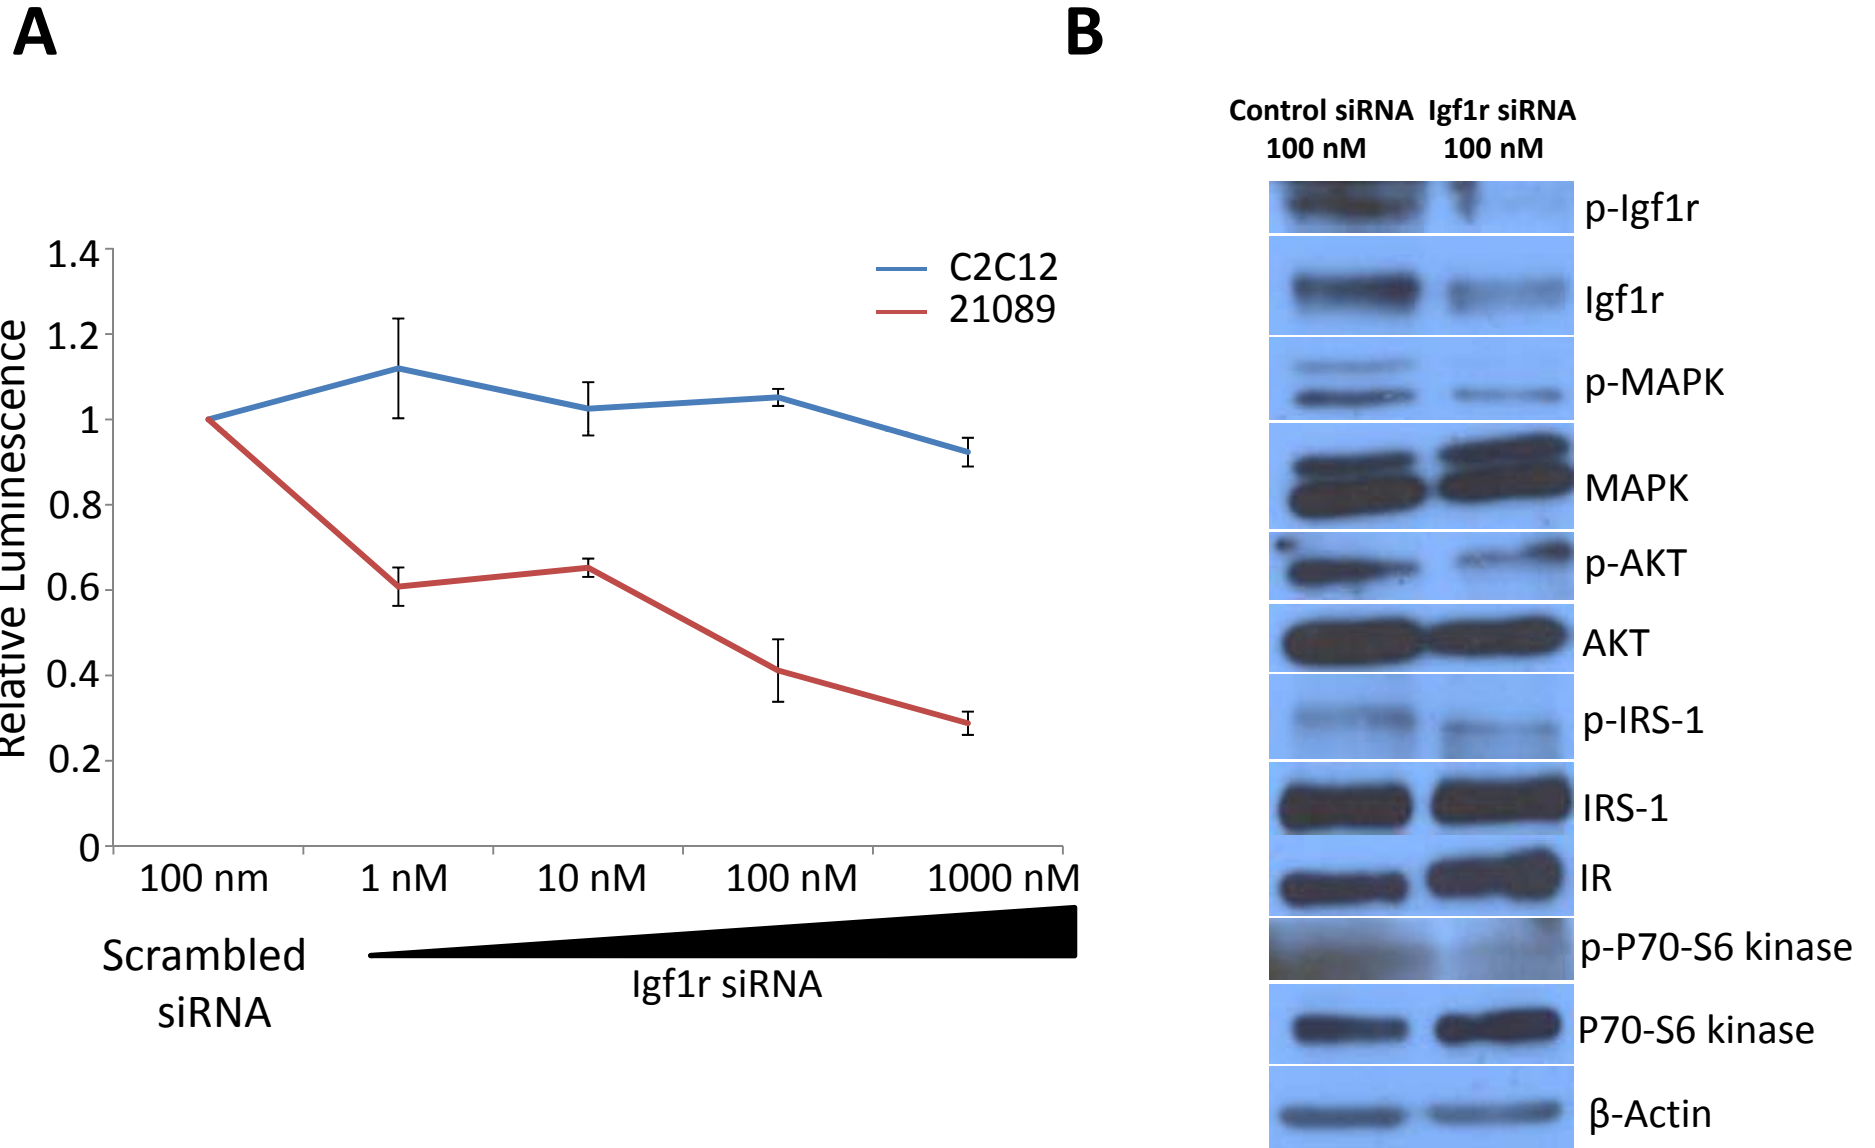 A
B
Control siRNA Igf1r siRNA
100 nM 100 nM
p-Igf1r
Igf1r
p-MAPK
MAPK
p-AKT
AKT
p-IRS-1
IRS-1
IR
p-P70-S6 kinase
P70-S6 kinase
β-Actin
C2C12
21089
Relative Luminescence
1.4
1.2
1
0.8
0.6
0.4
0.2
0
100 nm 1 nM 10 nM 100 nM 1000 nM
Scrambled
siRNA
Igf1r siRNA